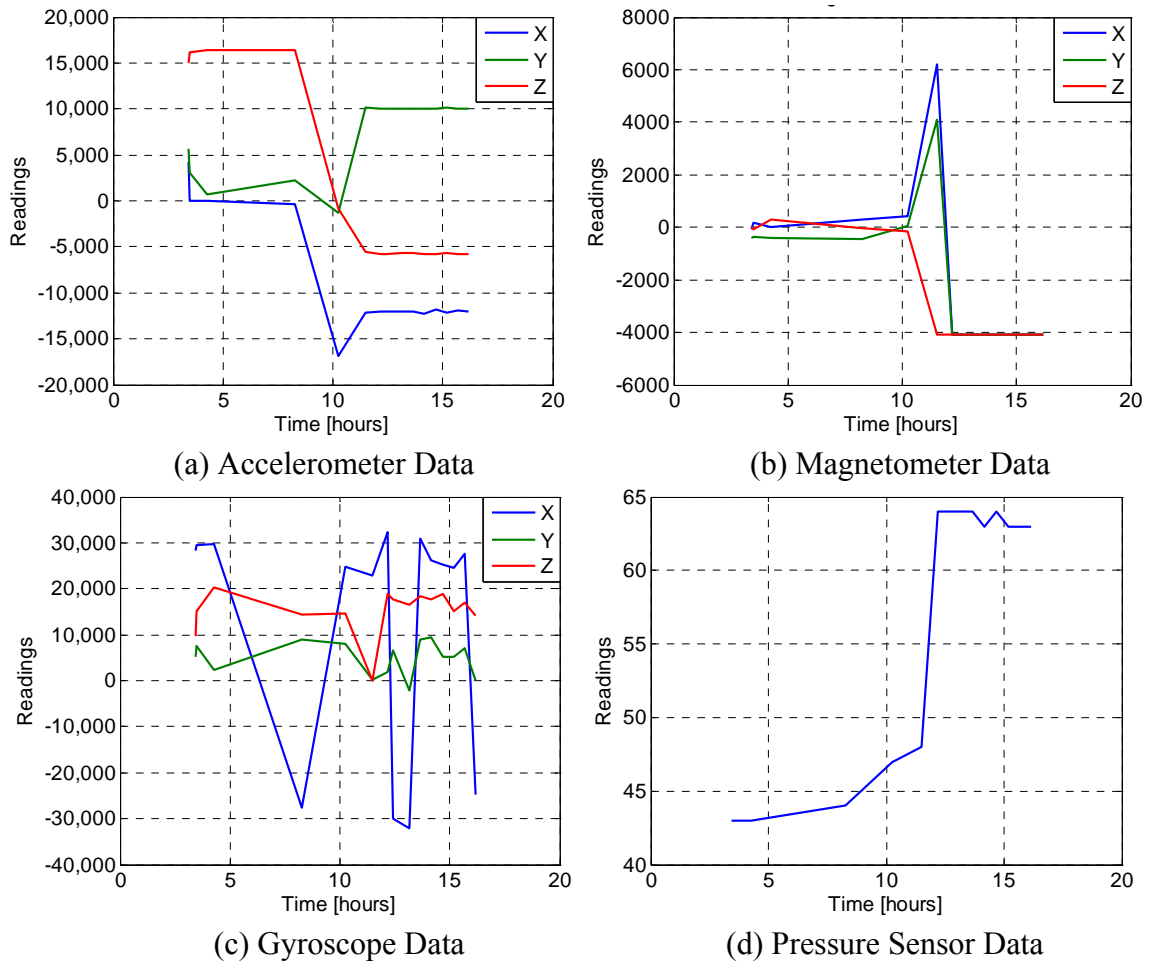 20,000
15,000
10,000
5,000
0
-5,000
-10,000
-15,000
-20,000
Readings
X
Y
Z
0 5 10 15 20
Time [hours]
(a) Accelerometer Data
6000
4000
2000
0
-2000
-4000
-6000
Readings
X
Y
Z
0 5 10 15 20
Time [hours]
(b) Magnetometer Data
40,000
30,000
20,000
10,000
0
-10,000
-20,000
-30,000
-40,000
Readings
X
Y
Z
0 5 10 15 20
Time [hours]
(c) Gyroscope Data
65
60
55
50
45
40
Readings
0 5 10 15 20
Time [hours]
(d) Pressure Sensor Data